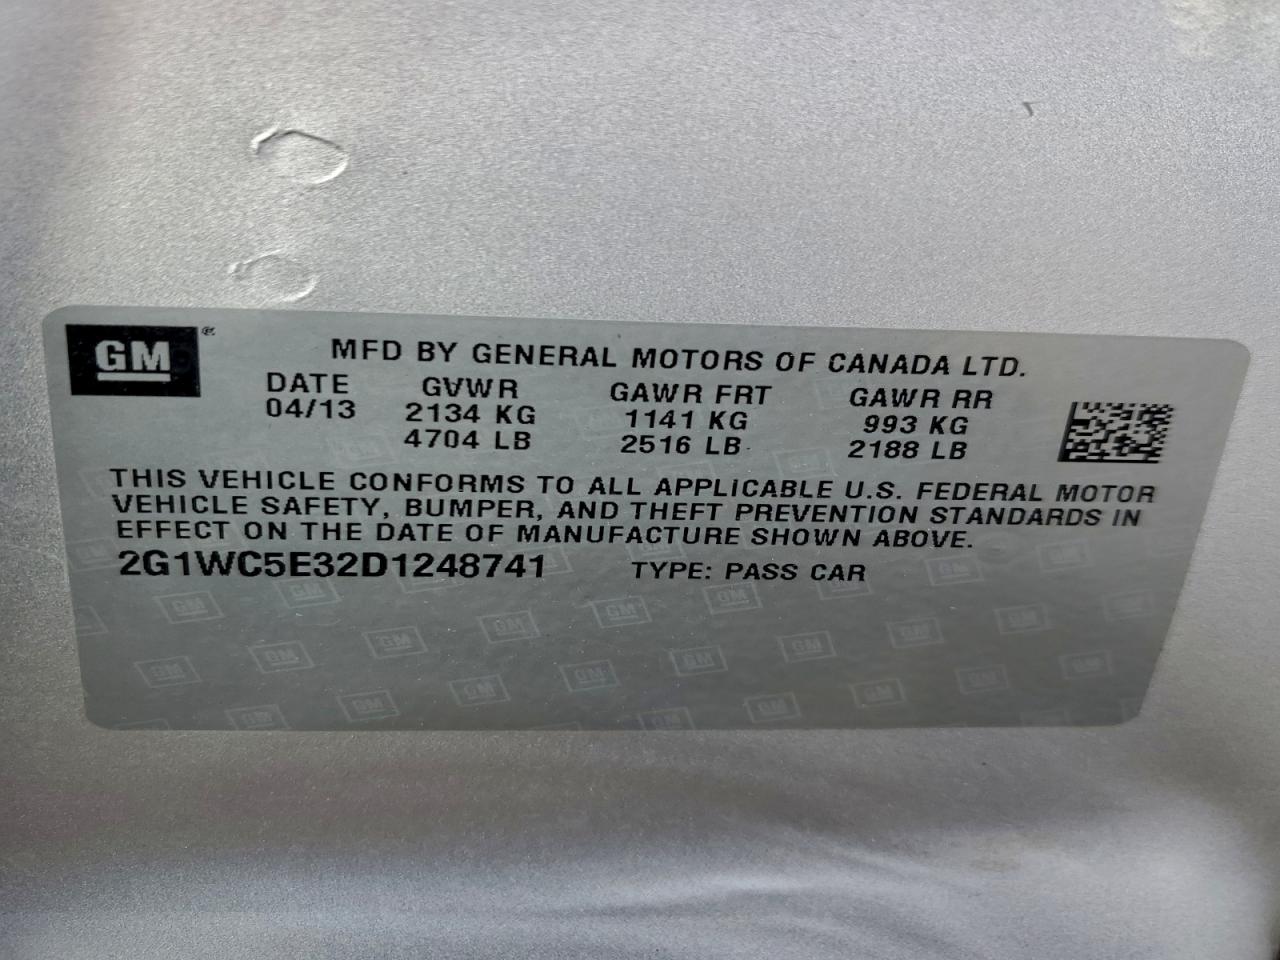 GM
MFD BY GENERAL MOTORS OF CANADA LTD.
DATE GVWR GAWR FRT GAWR RR
04/13 2134 KG 1141 KG 993 KG
4704 LB 2516 LB 2188 LB
THIS VEHICLE CONFORMS TO ALL APPLICABLE U.S. FEDERAL MOTOR
VEHICLE SAFETY, BUMPER, AND THEFT PREVENTION STANDARDS IN
EFFECT ON THE DATE OF MANUFACTURE SHOWN ABOVE.
2G1WC5E32D1248741 TYPE: PASS CAR